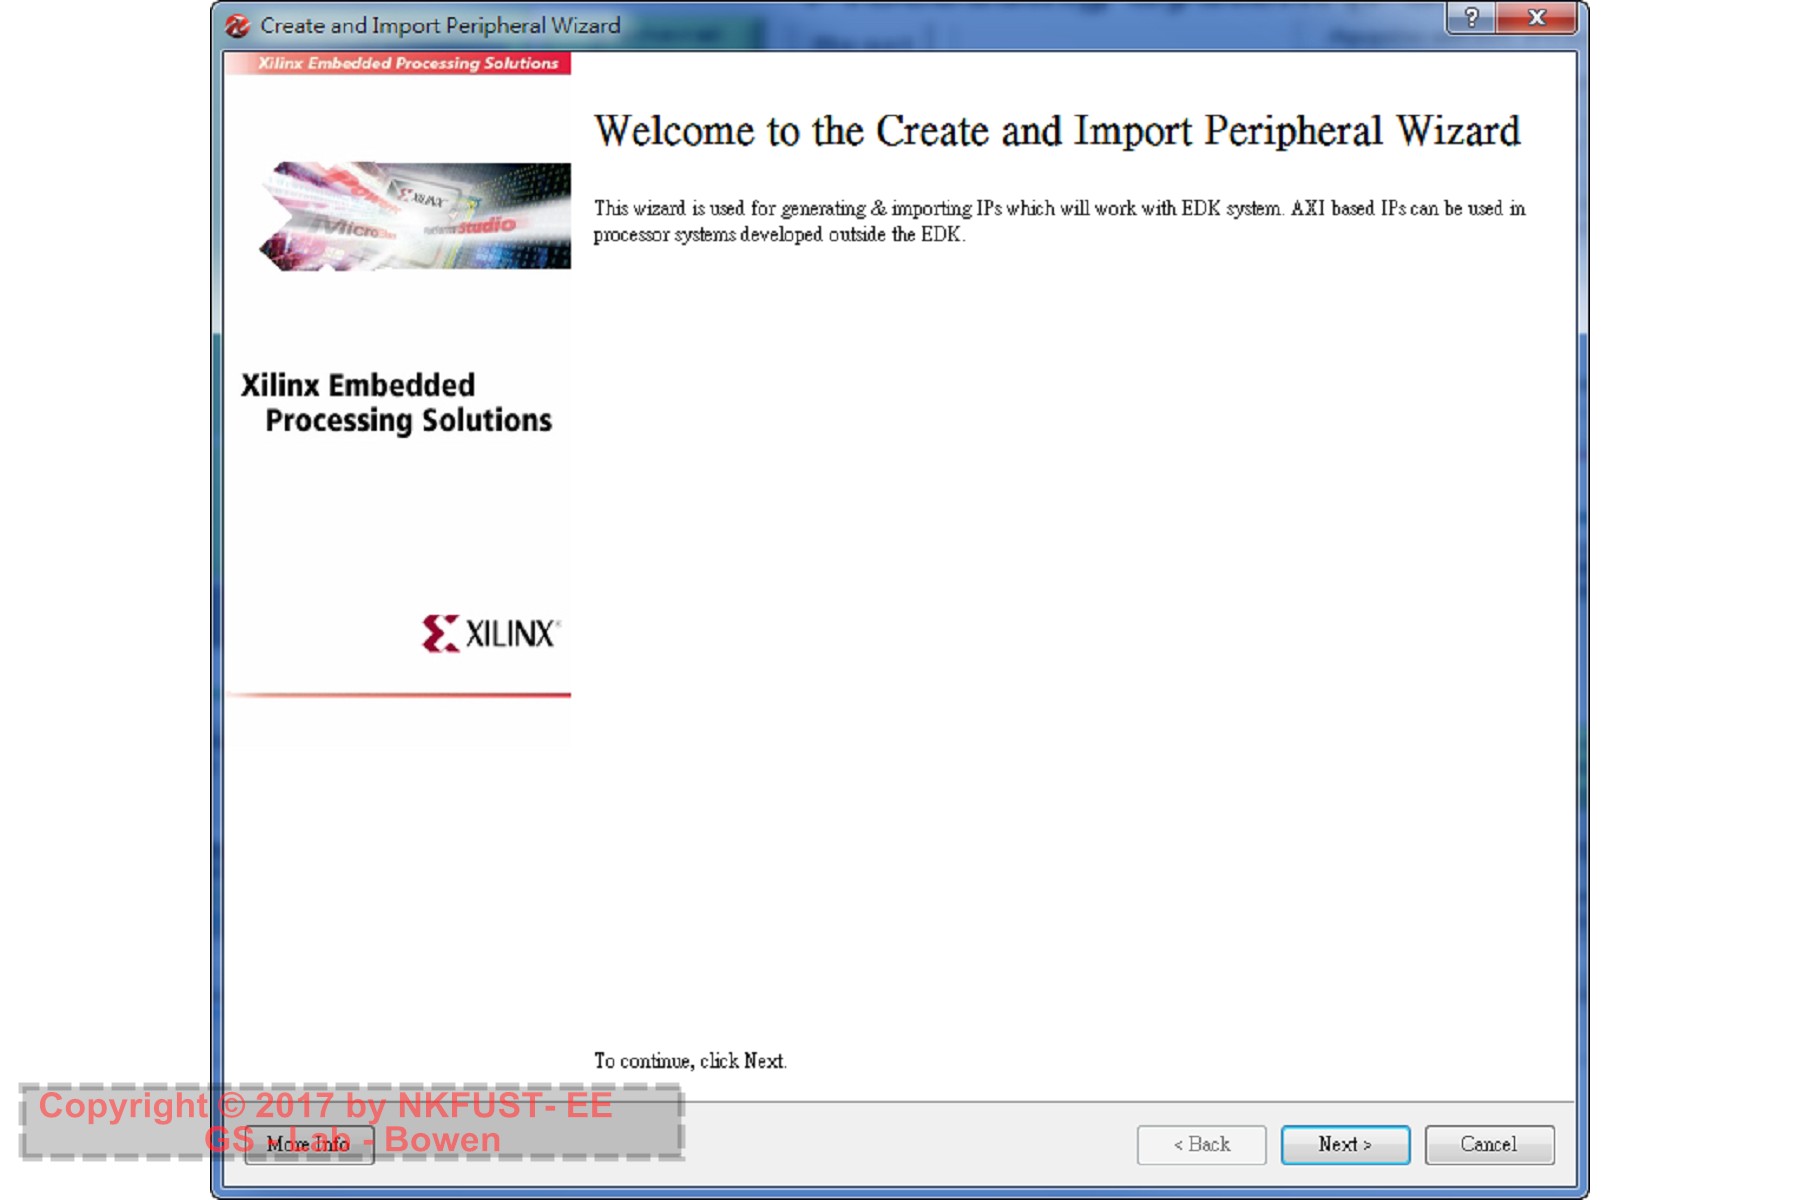 Create and Import Peripheral Wizard
Xilinx Embedded Processing Solutions
Welcome to the Create and Import Peripheral Wizard
This wizard is used for generating & importing IPs which will work with EDK system. AXI based IPs can be used in
processor systems developed outside the EDK.
XILINX
Studio
Xilinx Embedded
Processing Solutions
XILINX
To continue, click Next.
Copyright © 2017 by NKFUST- EE
GS - Lab - Bowen
More Info
< Back
Next >
Cancel